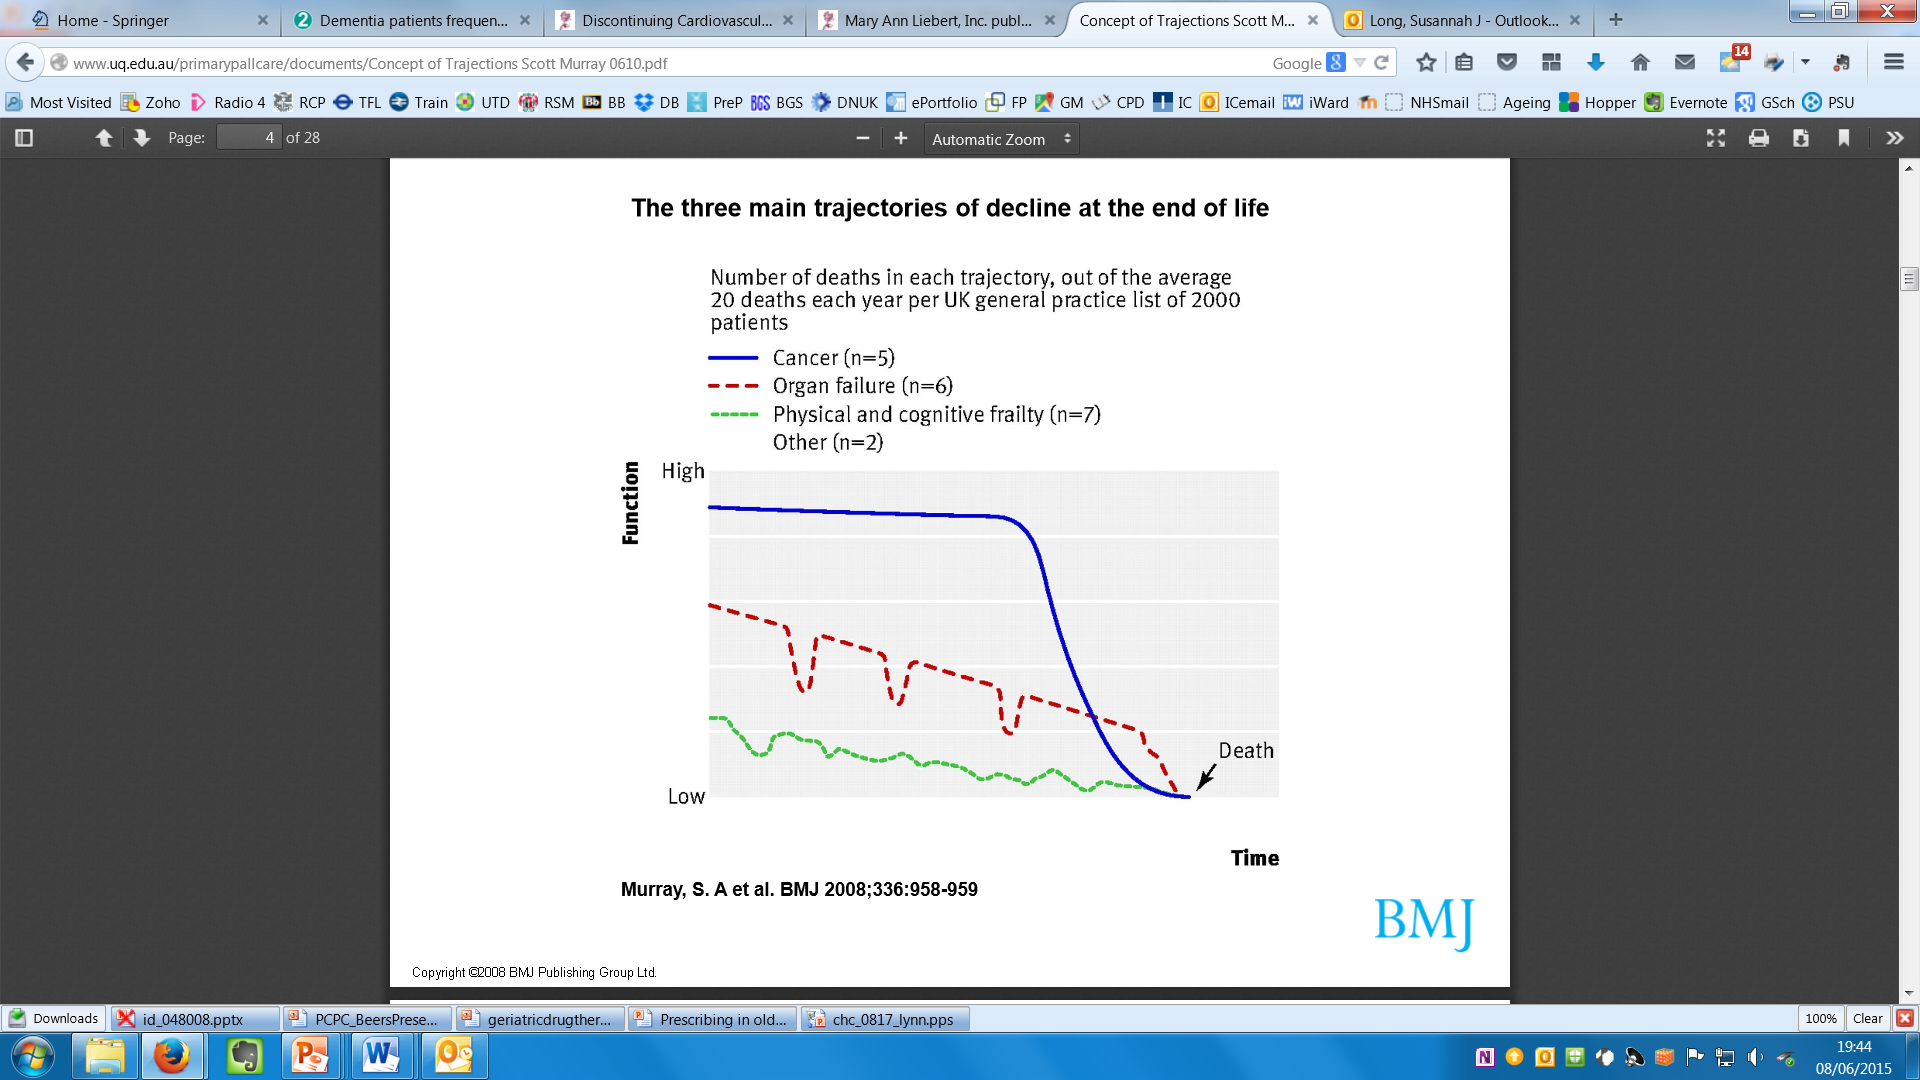 Home - Springer
Dementia patients frequen...
Discontinuing Cardiovascul...
Mary Ann Liebert, Inc. publ...
Concept of Trajections Scott M...
Long, Susannah J - Outlook...
www.uq.edu.au/primarypallcare/documents/Concept of Trajections Scott Murray 0610.pdf
Google
14
Most Visited Zoho Radio 4 RCP TFL Train UTD RSM Bb BB DB PreP BGS BGS DNUK ePortfolio FP GM CPD IC ICemail iW iWard NHSmail Ageing Hopper Evernote GSch PSU
Page: 4 of 28
Automatic Zoom
The three main trajectories of decline at the end of life
Number of deaths in each trajectory, out of the average
20 deaths each year per UK general practice list of 2000
patients
Cancer (n=5)
Organ failure (n=6)
Physical and cognitive frailty (n=7)
Other (n=2)
High
Function
Death
Low
Time
Murray, S. A et al. BMJ 2008;336:958-959
BMJ
Copyright ©2008 BMJ Publishing Group Ltd.
Downloads
id_048008.pptx
PCPC_BeersPrese...
geriatricdrugther...
Prescribing in old...
chc_0817_lynn.pps
100%
Clear
19:44
08/06/2015